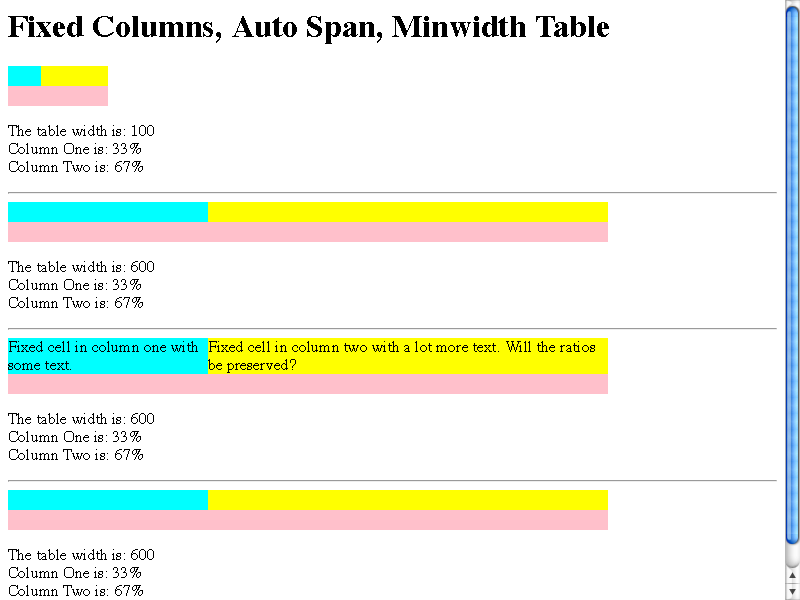 Fixed Columns, Auto Span, Minwidth Table
The table width is: 100
Column One is: 33%
Column Two is: 67%
The table width is: 600
Column One is: 33%
Column Two is: 67%
Fixed cell in column one with
some text.
Fixed cell in column two with a lot more text. Will the ratios
be preserved?
The table width is: 600
Column One is: 33%
Column Two is: 67%
The table width is: 600
Column One is: 33%
Column Two is: 67%